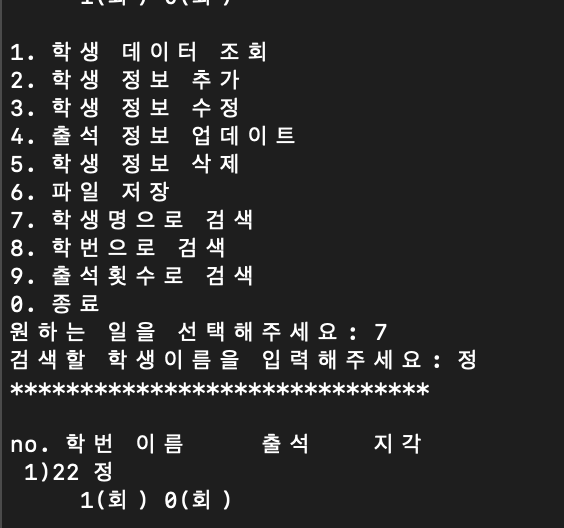 1(회) 0(회)
1. 학생 데이터 조회
2. 학생 정보 추가
3. 학생 정보 수정
4. 출석 정보 업데이트
5. 학생 정보 삭제
6. 파일 저장
7. 학생명으로 검색
8. 학번으로 검색
9. 출석횟수로 검색
0. 종료
원하는 일을 선택해주세요: 7
검색할 학생이름을 입력해주세요: 정
******************************
no. 학번 이름 출석 지각
1)22 정
1(회) 0(회)